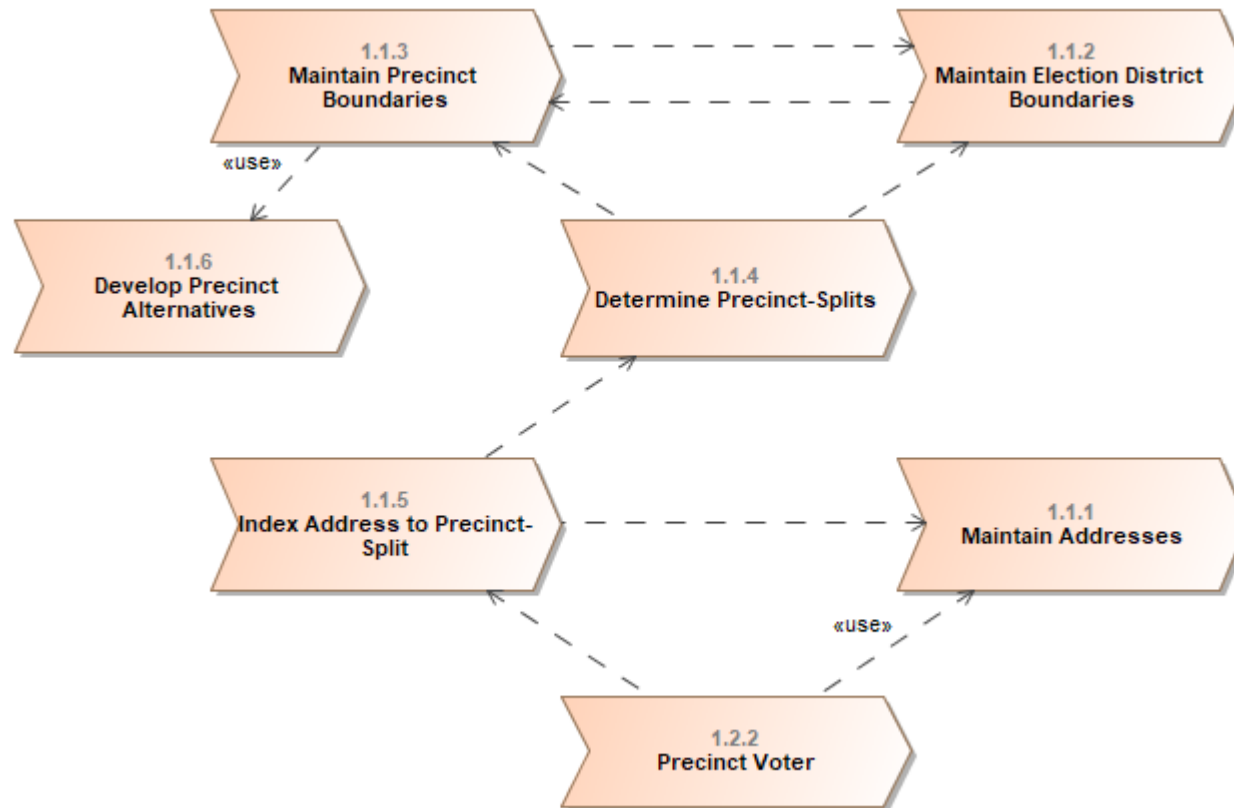 1.1.3
Maintain Precinct
Boundaries
1.1.2
Maintain Election District
Boundaries
«use»
1.1.6
Develop Precinct
Alternatives
1.1.4
Determine Precinct-Splits
1.1.5
Index Address to Precinct-
Split
1.1.1
Maintain Addresses
«use»
1.2.2
Precinct Voter